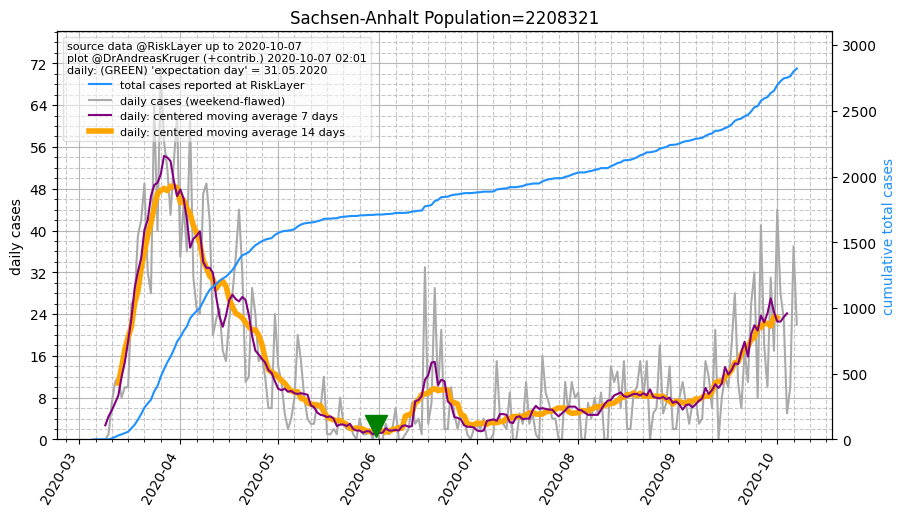 Sachsen-Anhalt Population=2208321
source data @RiskLayer up to 2020-10-07
plot @DrAndreasKruger (+contrib.) 2020-10-07 02:01
daily: (GREEN) 'expectation day' = 31.05.2020
total cases reported at RiskLayer
daily cases (weekend-flawed)
daily: centered moving average 7 days
daily: centered moving average 14 days
daily cases
72
64
56
48
40
32
24
16
8
0
cumulative total cases
3000
2500
2000
1500
1000
500
0
2020-03
2020-04
2020-05
2020-06
2020-07
2020-08
2020-09
2020-10